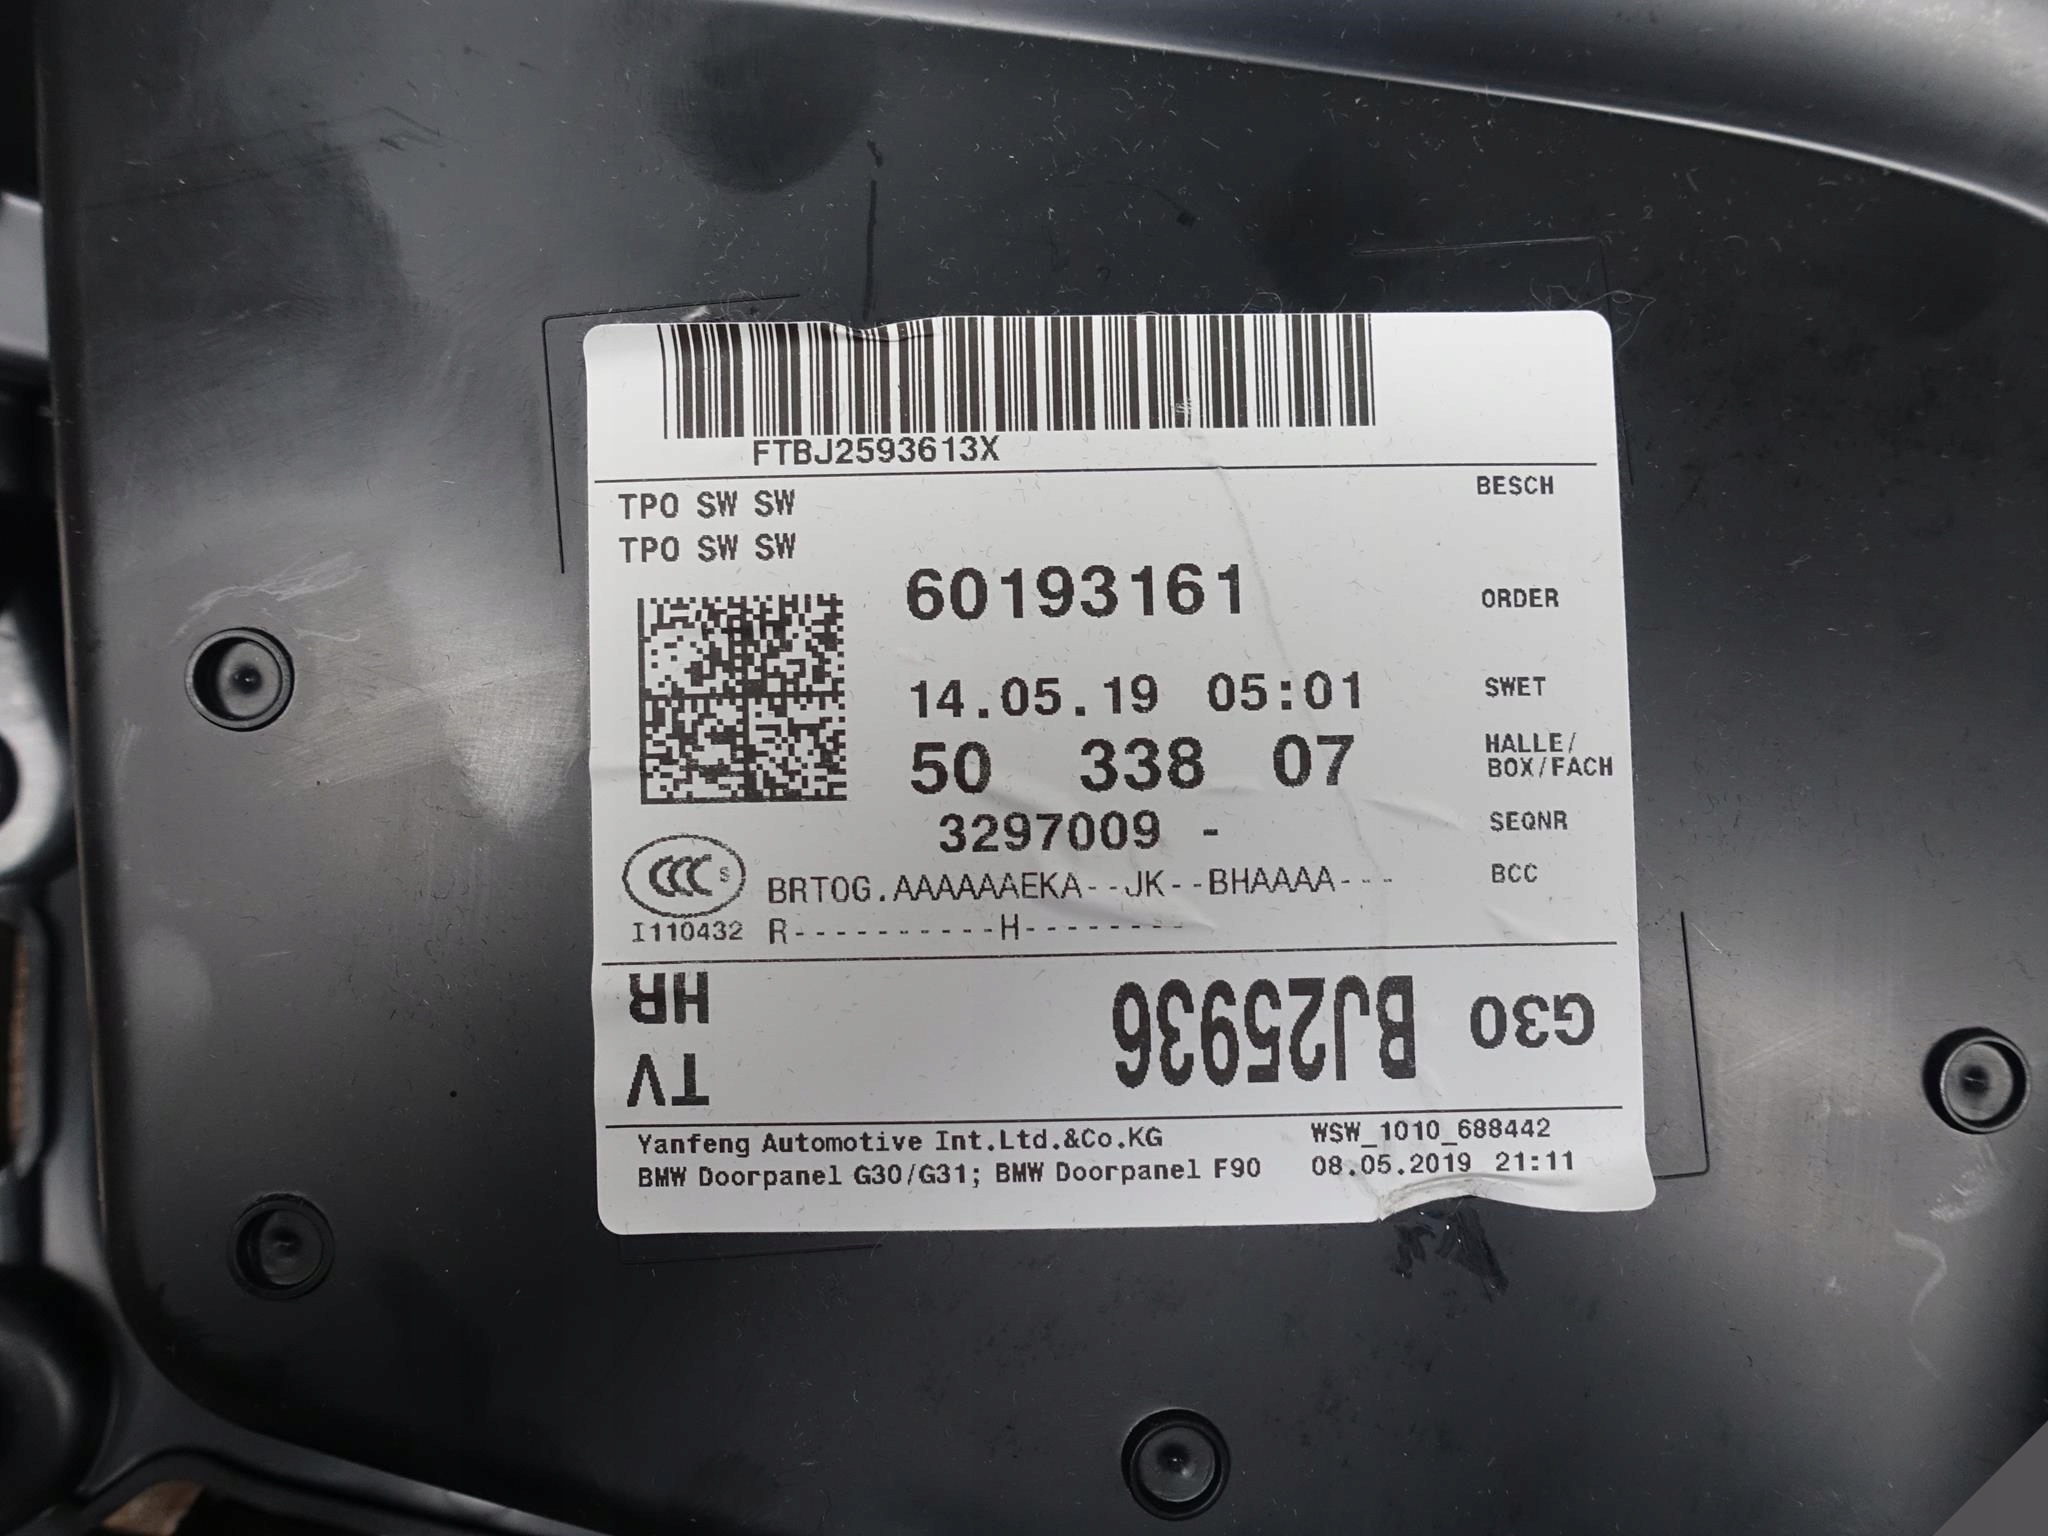 FTBJ2593613X
TPO SW SW
BESCH
TPO SW SW
60193161 ORDER
14.05.19 05:01 SWET
50 338 07 HALLE/
BOX/FACH
3297009 - SEQNR
CCC S
BRTOG.AAAAAAEKA--JK--BHAAAA--- BCC
I110432 R----------H--------
G30 BJ25936 TV HR
Yanfeng Automotive Int.Ltd.&Co.KG WSW_1010_688442
BMW Doorpanel G30/G31; BMW Doorpanel F90 08.05.2019 21:11